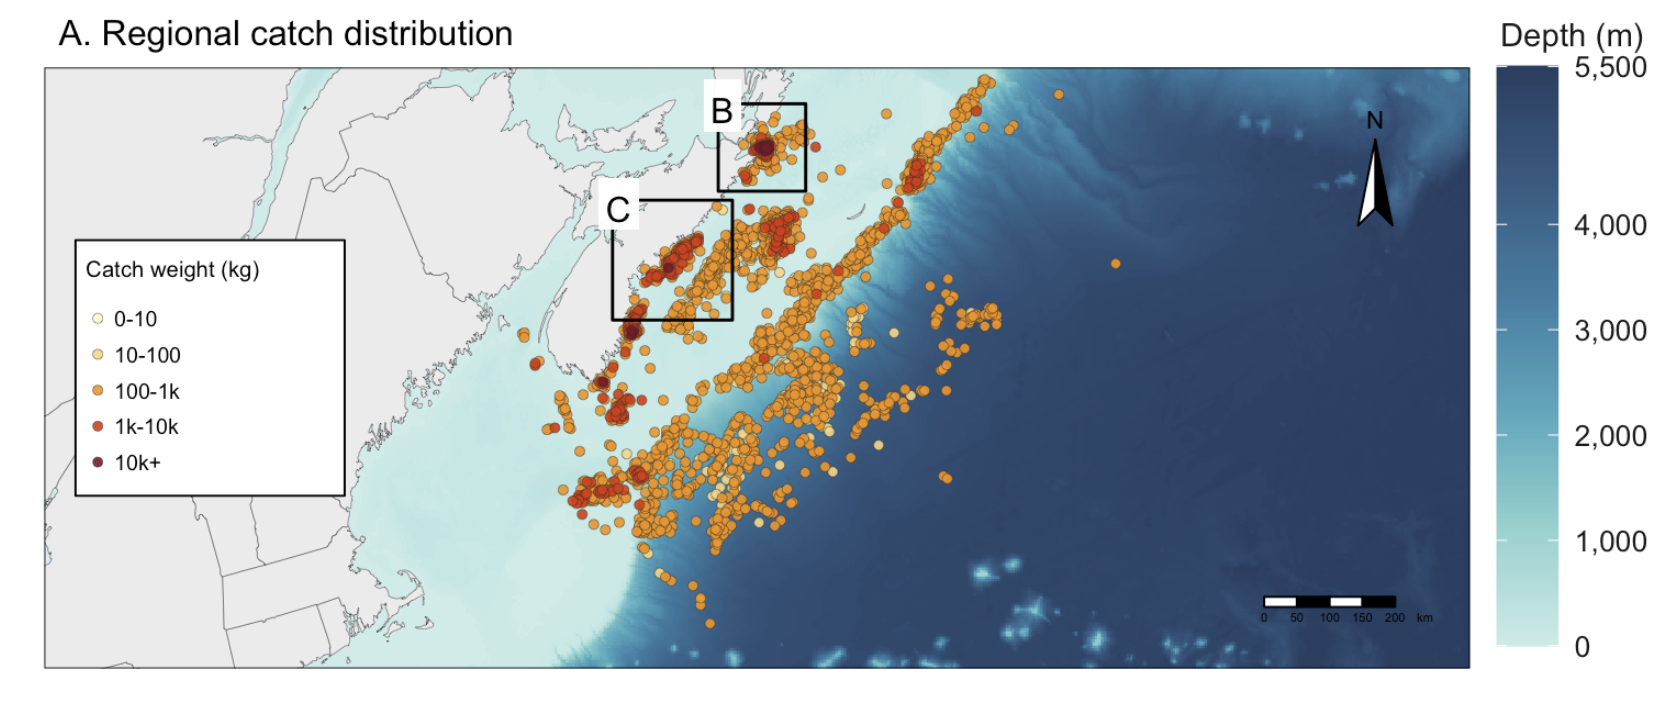 A. Regional catch distribution
Depth (m)
5,500
4,000
3,000
2,000
1,000
0
B
C
N
Catch weight (kg)
0-10
10-100
100-1k
1k-10k
10k+
0 50 100 150 200 km